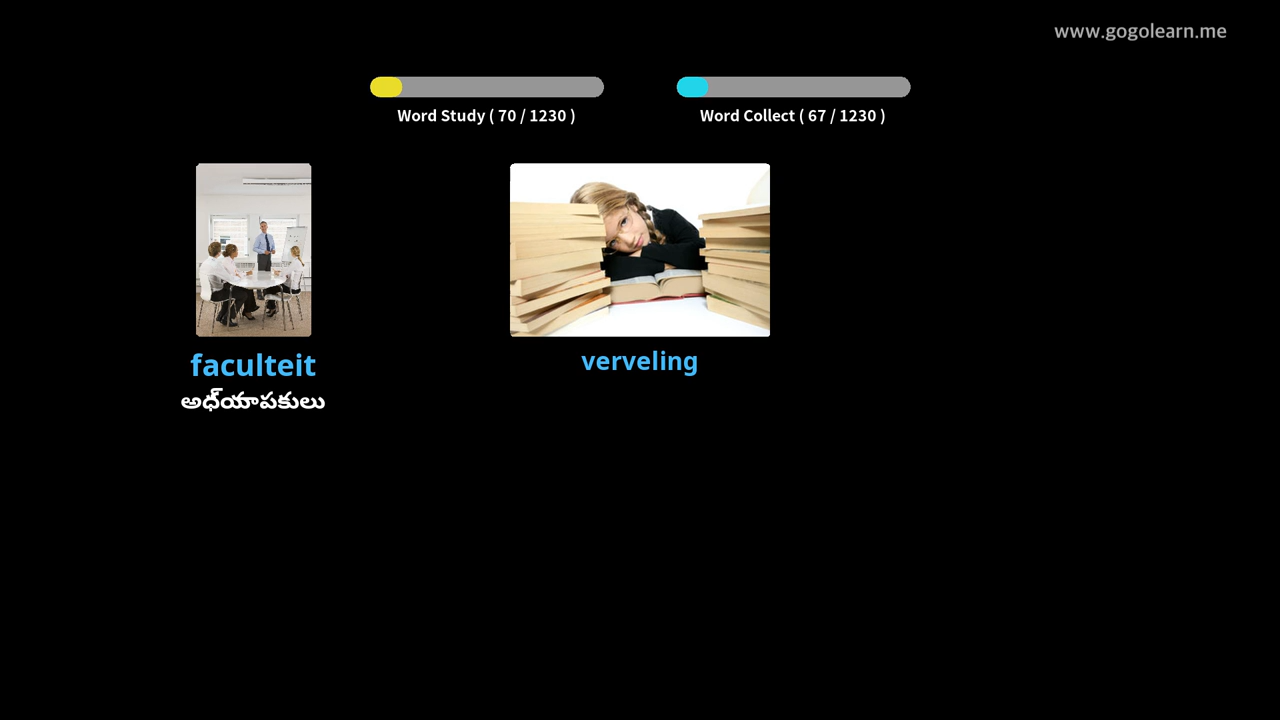 www.gogolearn.me
Word Study ( 70 / 1230 )
Word Collect ( 67 / 1230 )
faculteit
verveling
అధ్యాపకులు